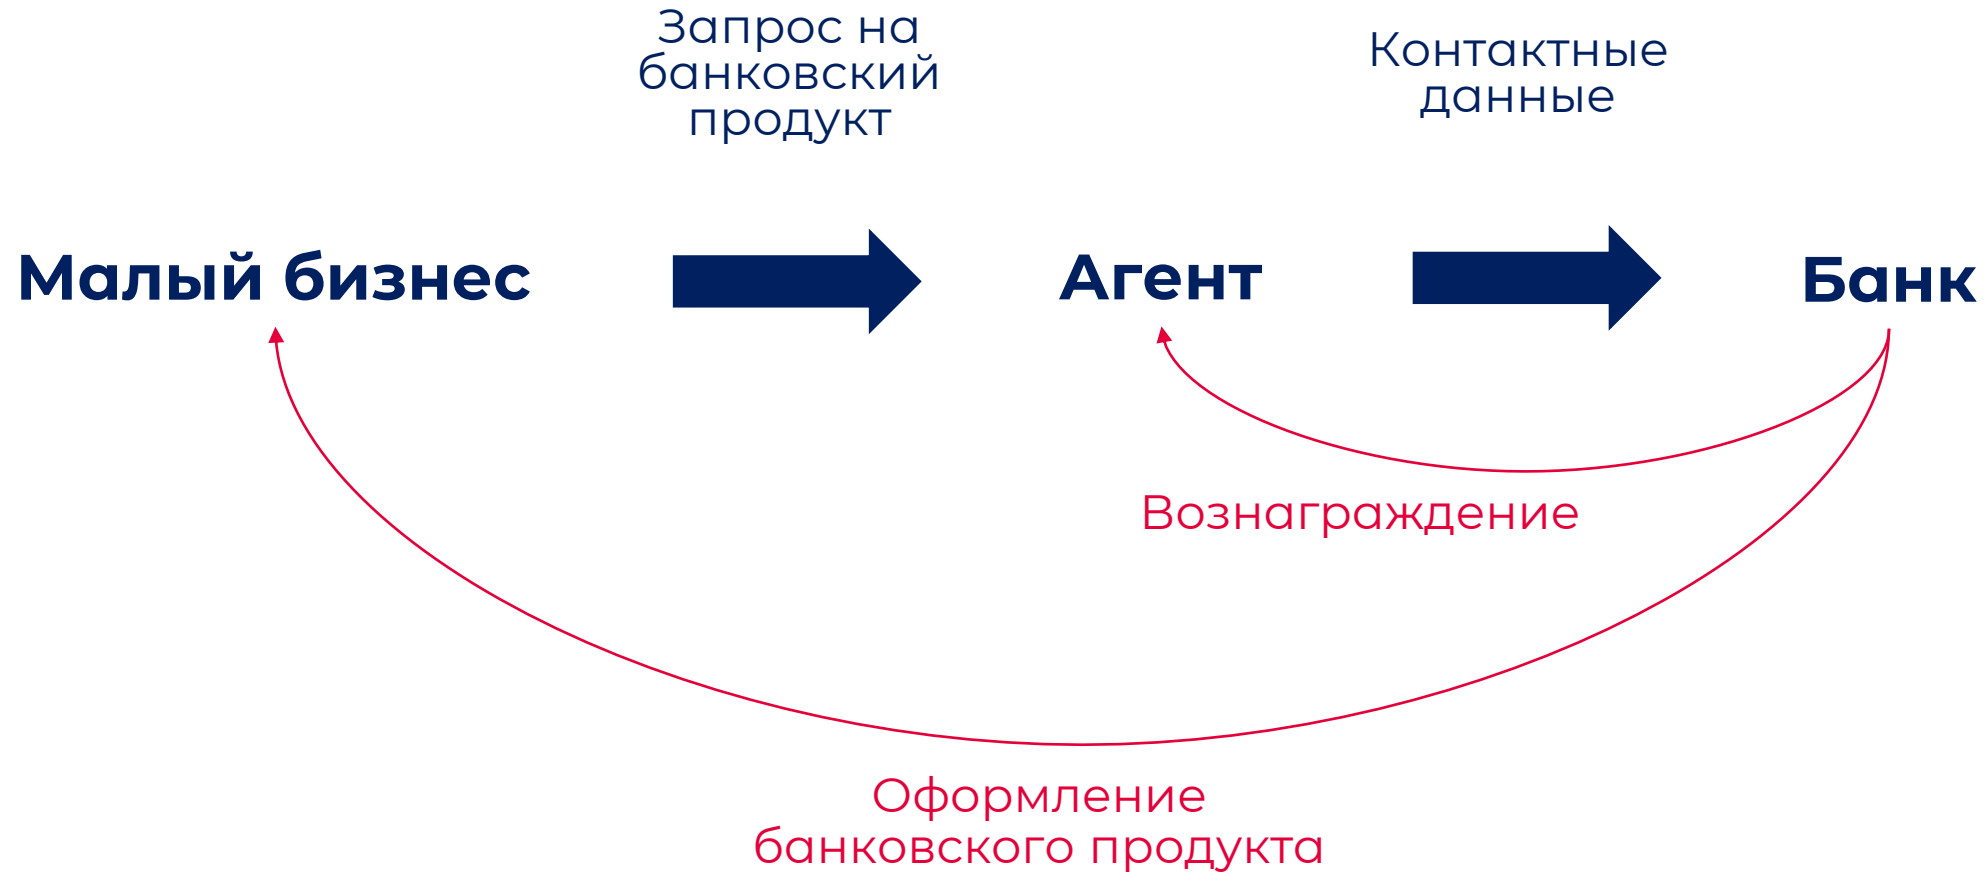 Запрос на
банковский
продукт
Контактные
данные
Малый бизнес
Агент
Банк
Вознаграждение
Оформление
банковского продукта